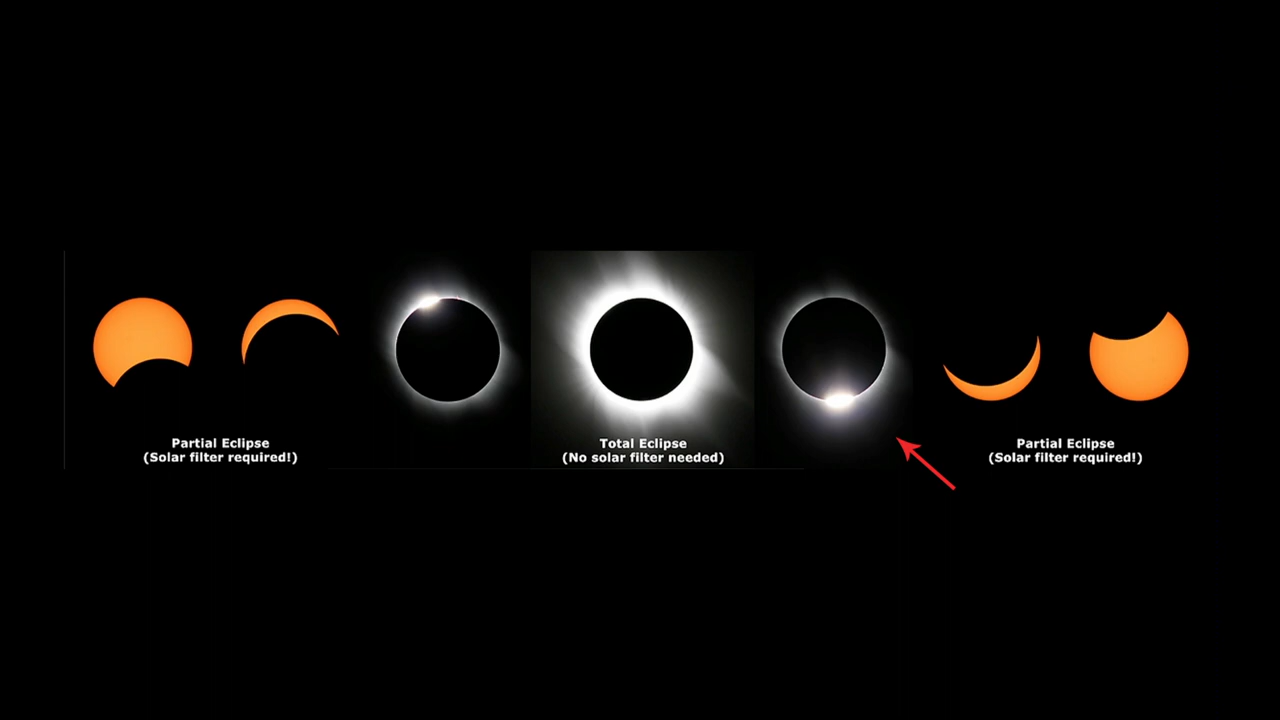 Partial Eclipse
(Solar filter required!)
Total Eclipse
(No solar filter needed)
Partial Eclipse
(Solar filter required!)